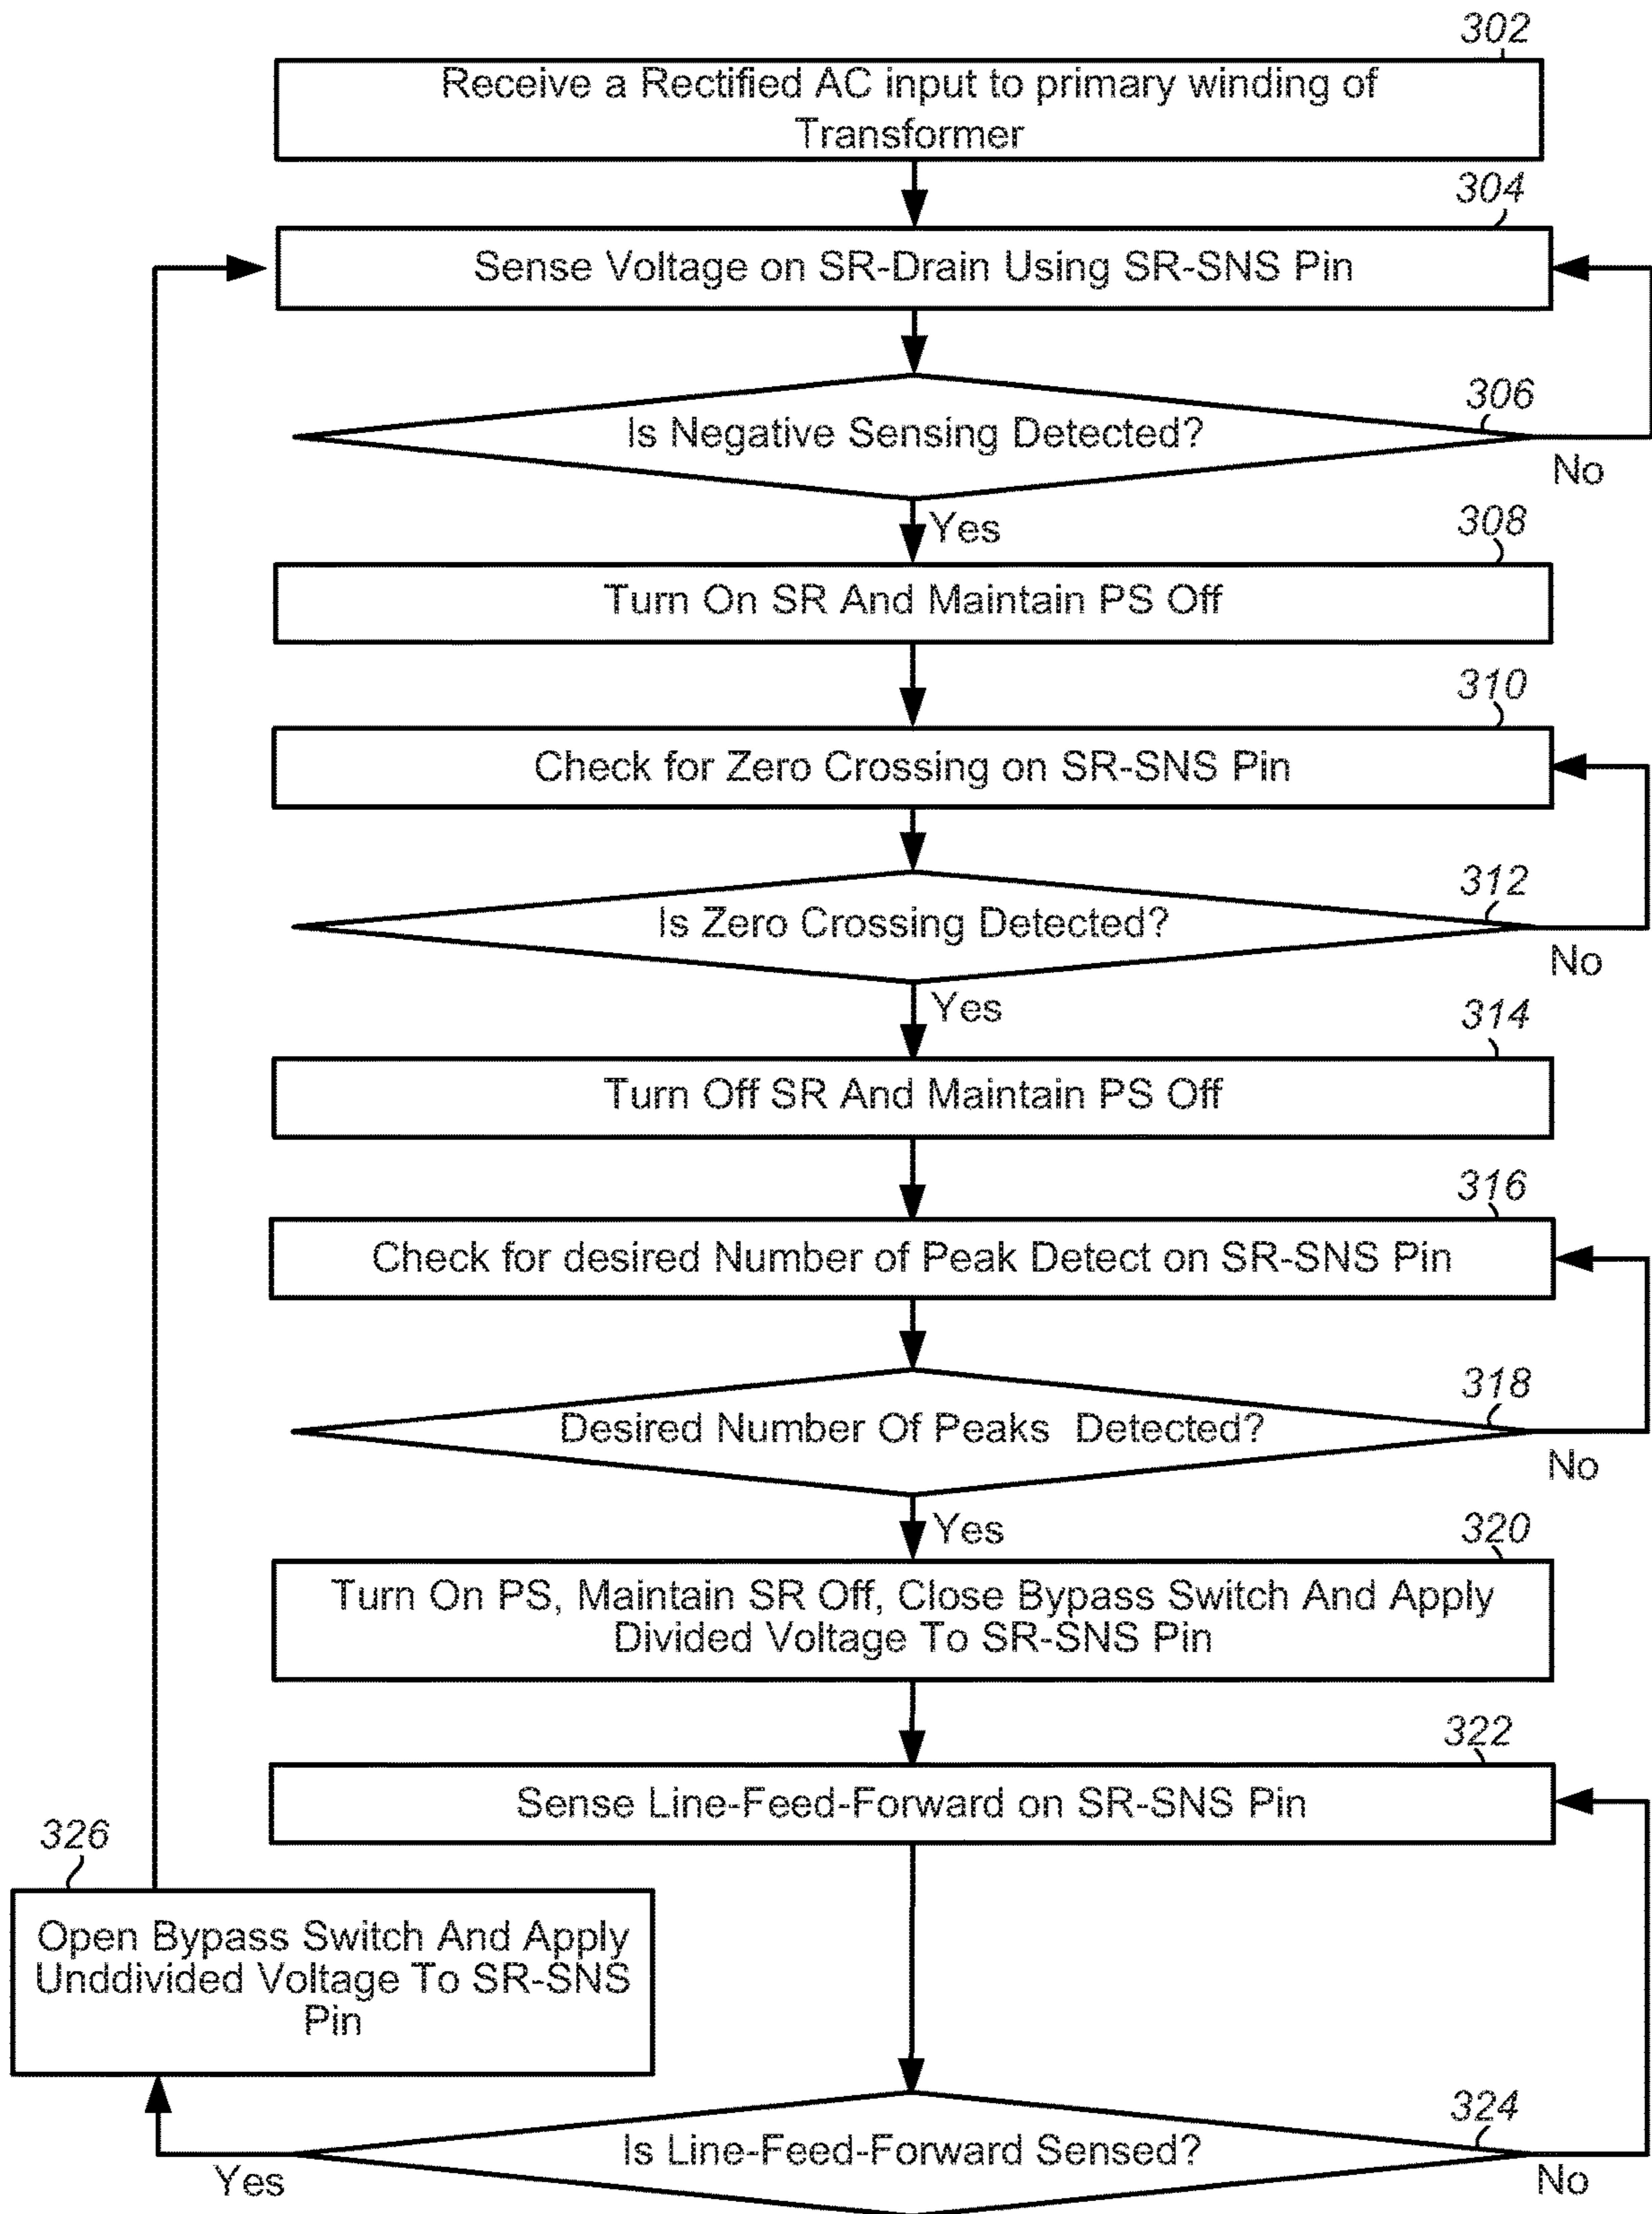 302
Receive a Rectified AC input to primary winding of
Transformer
304
Sense Voltage on SR-Drain Using SR-SNS Pin
306
Is Negative Sensing Detected?
No
Yes
308
Turn On SR And Maintain PS Off
310
Check for Zero Crossing on SR-SNS Pin
312
Is Zero Crossing Detected?
No
Yes
314
Turn Off SR And Maintain PS Off
316
Check for desired Number of Peak Detect on SR-SNS Pin
318
Desired Number Of Peaks Detected?
No
Yes
320
Turn On PS, Maintain SR Off, Close Bypass Switch And Apply
Divided Voltage To SR-SNS Pin
322
Sense Line-Feed-Forward on SR-SNS Pin
326
Open Bypass Switch And Apply
Unddivided Voltage To SR-SNS
Pin
324
Is Line-Feed-Forward Sensed?
Yes
No